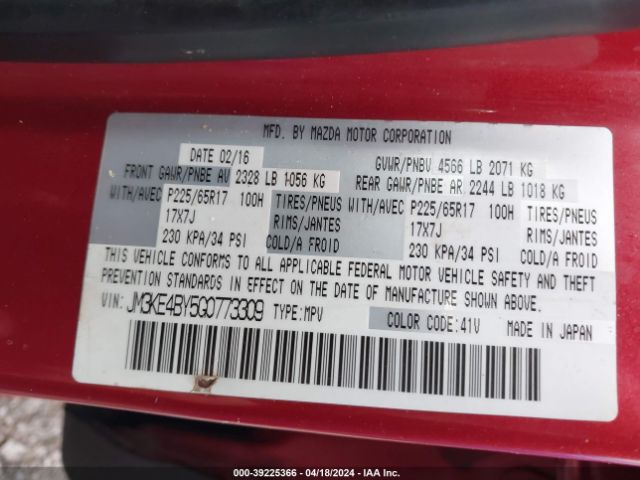 MFD. BY MAZDA MOTOR CORPORATION
DATE 02/16 GVWR/PNBV 4566 LB 2071 KG
FRONT GAWR/PNBE AV 2328 LB 1056 KG REAR GAWR/PNBE AR 2244 LB 1018 KG
WITH/AVEC P225/65R17 100H TIRES/PNEUS WITH/AVEC P225/65R17 100H TIRES/PNEUS
17X7J RIMS/JANTES 17X7J RIMS/JANTES
230 KPA/34 PSI COLD/A FROID 230 KPA/34 PSI COLD/A FROID
THIS VEHICLE CONFORMS TO ALL APPLICABLE FEDERAL MOTOR VEHICLE SAFETY AND THEFT
PREVENTION STANDARDS IN EFFECT ON THE DATE OF MANUFACTURE SHOWN ABOVE.
VIN: JM3KE4BY5G0773309 TYPE:MPV COLOR CODE:41V MADE IN JAPAN
IAA
(USA) - 39225366 - 04/18/2024 - IAAI.COM